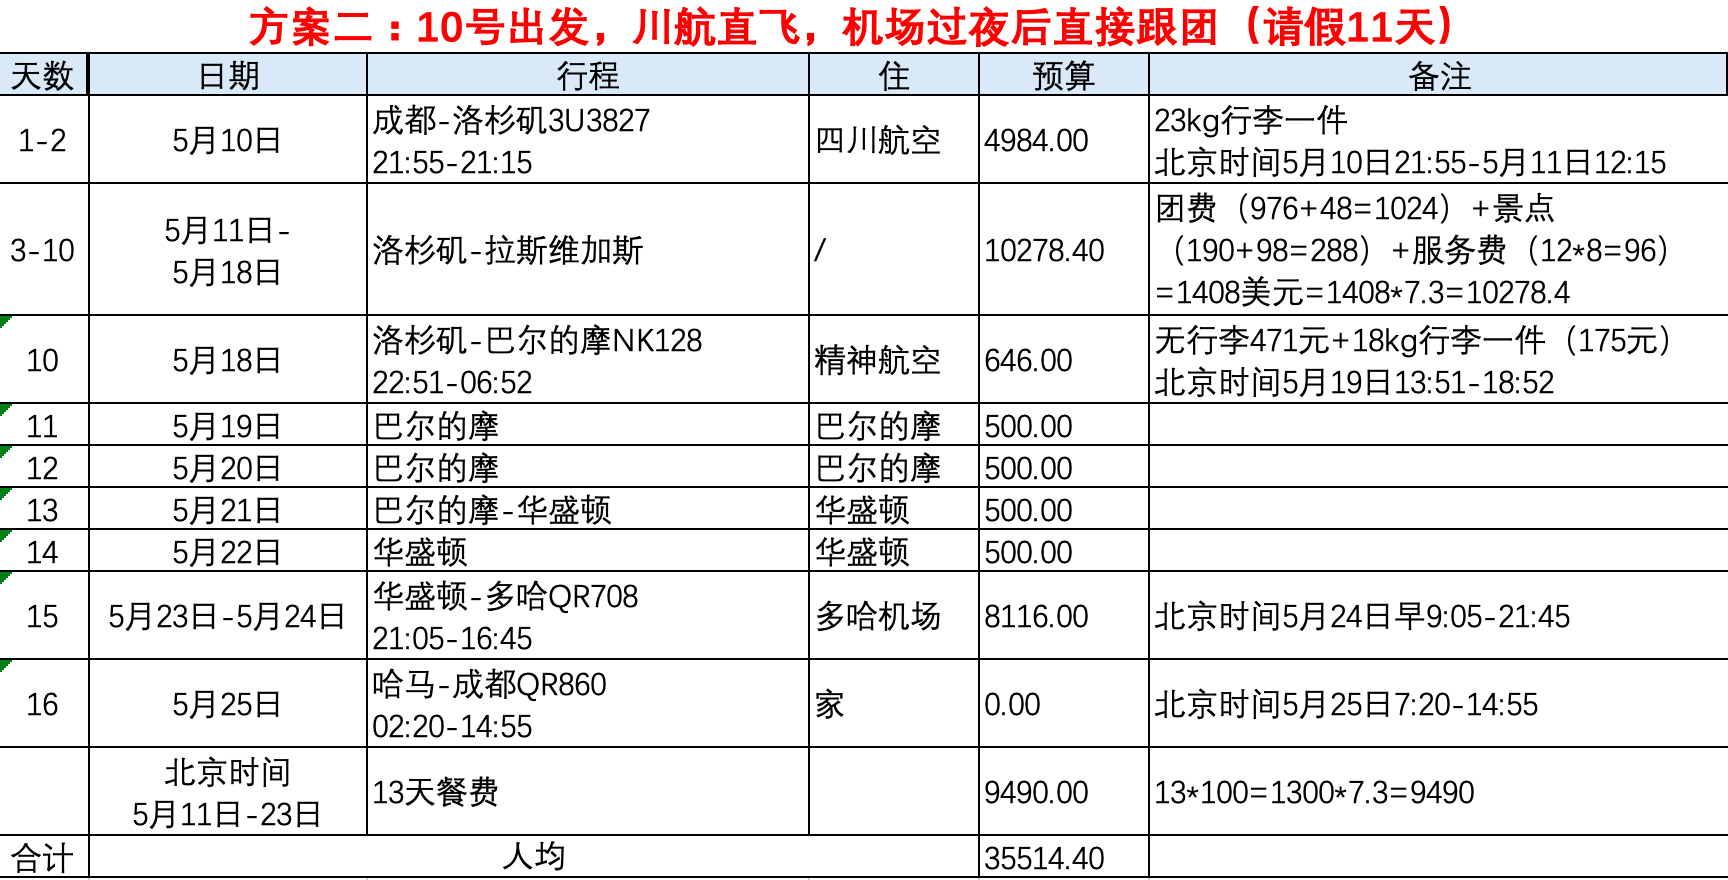 方案二：10号出发，川航直飞，机场过夜后直接跟团（请假11天）
天数 日期 行程 住 预算 备注
1-2 5月10日 成都-洛杉矶3U3827
21:55-21:15 四川航空 4984.00 23kg行李一件
北京时间5月10日21:55-5月11日12:15
3-10 5月11日-
5月18日 洛杉矶-拉斯维加斯 / 10278.40 团费（976+48=1024）+景点
（190+98=288）+服务费（12*8=96）
=1408美元=1408*7.3=10278.4
10 5月18日 洛杉矶-巴尔的摩NK128
22:51-06:52 精神航空 646.00 无行李471元+18kg行李一件（175元）
北京时间5月19日13:51-18:52
11 5月19日 巴尔的摩 巴尔的摩 500.00
12 5月20日 巴尔的摩 巴尔的摩 500.00
13 5月21日 巴尔的摩-华盛顿 华盛顿 500.00
14 5月22日 华盛顿 华盛顿 500.00
15 5月23日-5月24日 华盛顿-多哈QR708
21:05-16:45 多哈机场 8116.00 北京时间5月24日早9:05-21:45
16 5月25日 哈马-成都QR860
02:20-14:55 家 0.00 北京时间5月25日7:20-14:55
北京时间
5月11日-23日 13天餐费 9490.00 13*100=1300*7.3=9490
合计 人均 35514.40